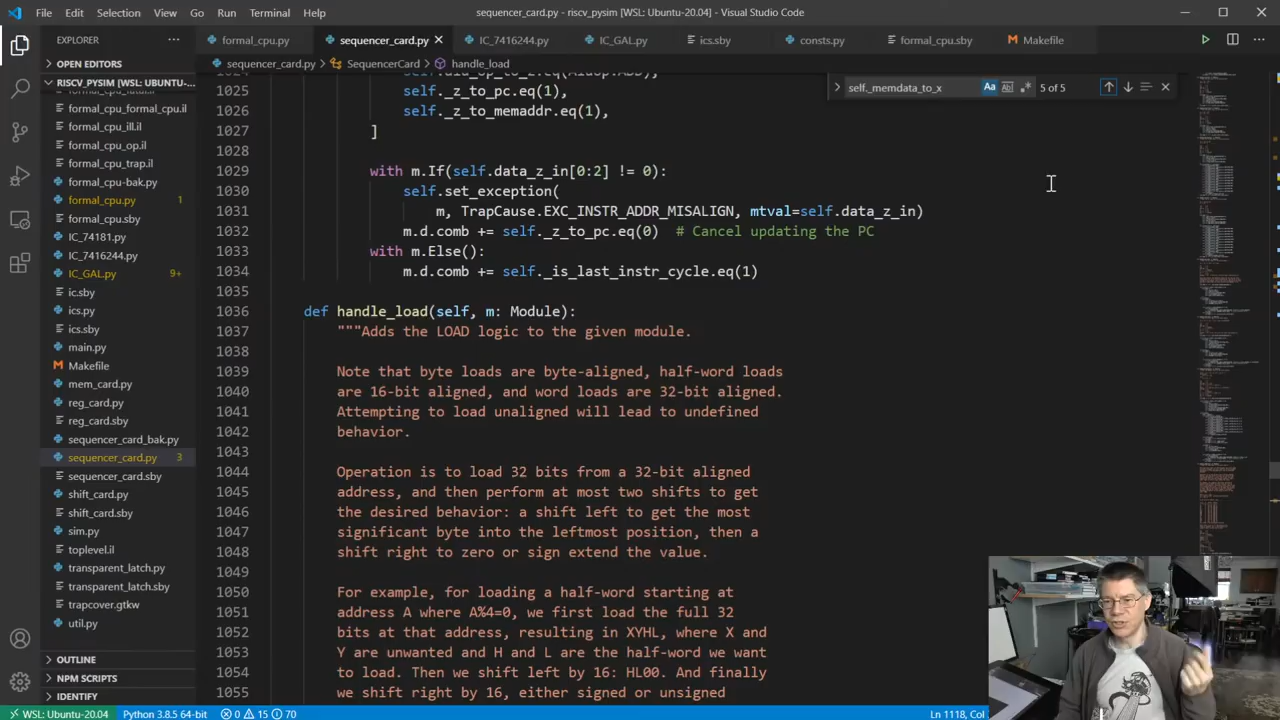 File Edit Selection View Go Run Terminal Help
sequencer_card.py - riscv_pysim [WSL: Ubuntu-20.04] - Visual Studio Code
EXPLORER
formal_cpu.py sequencer_card.py IC_7416244.py IC_GAL.py ics.sby consts.py formal_cpu.sby Makefile
OPEN EDITORS
sequencer_card.py > SequencerCard > handle_load
RISCV_PYSIM [WSL: UBUNTU-...
self._memdata_to_x Aa 5 of 5
formal_cpu_formal_cpu.il
formal_cpu_ill.il
formal_cpu_op.il
formal_cpu_trap.il
formal_cpu-bak.py
formal_cpu.py 1
formal_cpu.sby
IC_74181.py
IC_7416244.py
IC_GAL.py 9+
ic.sby
ics.py
ics.sby
main.py
Makefile
mem_card.py
reg_card.py
reg_card.sby
sequencer_card_bak.py
sequencer_card.py 3
sequencer_card.sby
shift_card.py
shift_card.sby
sim.py
toplevel.il
transparent_latch.py
transparent_latch.sby
trapcover.gtkw
util.py
OUTLINE
NPM SCRIPTS
IDENTIFY
1025 self._z_to_pc.eq(1),
1026 self._z_to_memaddr.eq(1),
1027 ]
1028
1029 with m.If(self.data_z_in[0:2] != 0):
1030 self.set_exception(
1031 m, TrapCause.EXC_INSTR_ADDR_MISALIGN, mtval=self.data_z_in)
1032 m.d.comb += self._z_to_pc.eq(0) # Cancel updating the PC
1033 with m.Else():
1034 m.d.comb += self._is_last_instr_cycle.eq(1)
1035
1036 def handle_load(self, m: Module):
1037 """Adds the LOAD logic to the given module.
1038
1039 Note that byte loads are byte-aligned, half-word loads
1040 are 16-bit aligned, and word loads are 32-bit aligned.
1041 Attempting to load unaligned will lead to undefined
1042 behavior.
1043
1044 Operation is to load 32 bits from a 32-bit aligned
1045 address, and then perform at most two shifts to get
1046 the desired behavior: a shift left to get the most
1047 significant byte into the leftmost position, then a
1048 shift right to zero or sign extend the value.
1049
1050 For example, for loading a half-word starting at
1051 address A where A%4=0, we first load the full 32
1052 bits at that address, resulting in XYHL, where X and
1053 Y are unwanted and H and L are the half-word we want
1054 to load. Then we shift left by 16: HL00. And finally
1055 we shift right by 16, either signed or unsigned
WSL: Ubuntu-20.04 Python 3.8.5 64-bit 0 15 70 Ln 1118, Col